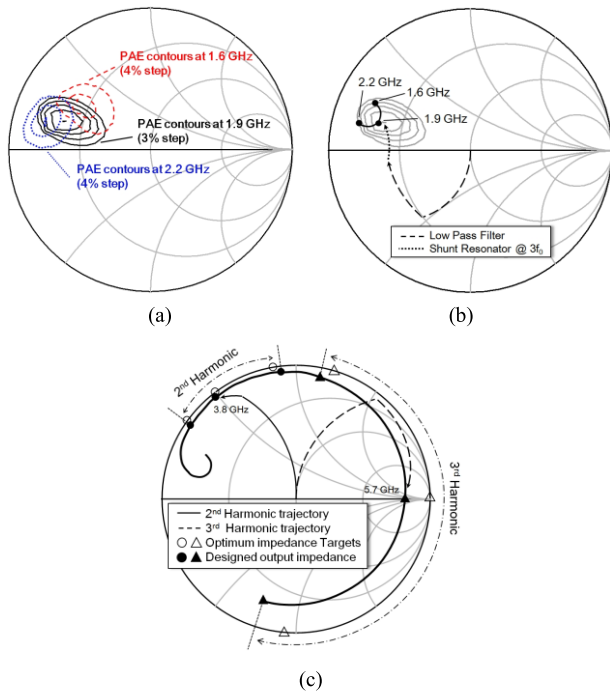 PAE contours at 1.6 GHz
(4% step)
PAE contours at 1.9 GHz
(3% step)
PAE contours at 2.2 GHz
(4% step)
(a)
2.2 GHz
1.6 GHz
1.9 GHz
Low Pass Filter
Shunt Resonator @ 3f₀
(b)
2nd Harmonic
3.8 GHz
5.7 GHz
3rd Harmonic
2nd Harmonic trajectory
3rd Harmonic trajectory
Optimum impedance Targets
Designed output impedance
(c)